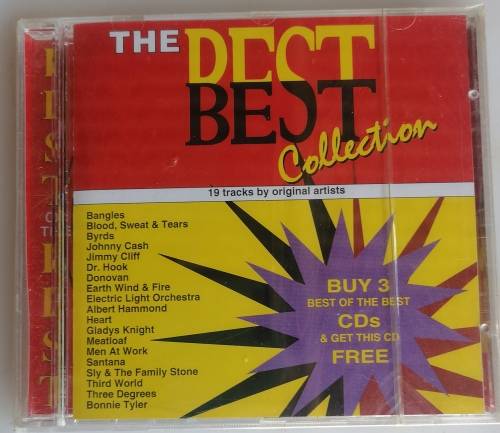 THE BEST
BEST
Collection
19 tracks by original artists
Bangles
Blood, Sweat & Tears
Byrds
Johnny Cash
Jimmy Cliff
Dr. Hook
Donovan
Earth Wind & Fire
Electric Light Orchestra
Albert Hammond
Heart
Gladys Knight
Meatloaf
Men At Work
Santana
Sly & The Family Stone
Third World
Three Degrees
Bonnie Tyler
BUY 3
BEST OF THE BEST
CDs
& GET THIS CD
FREE